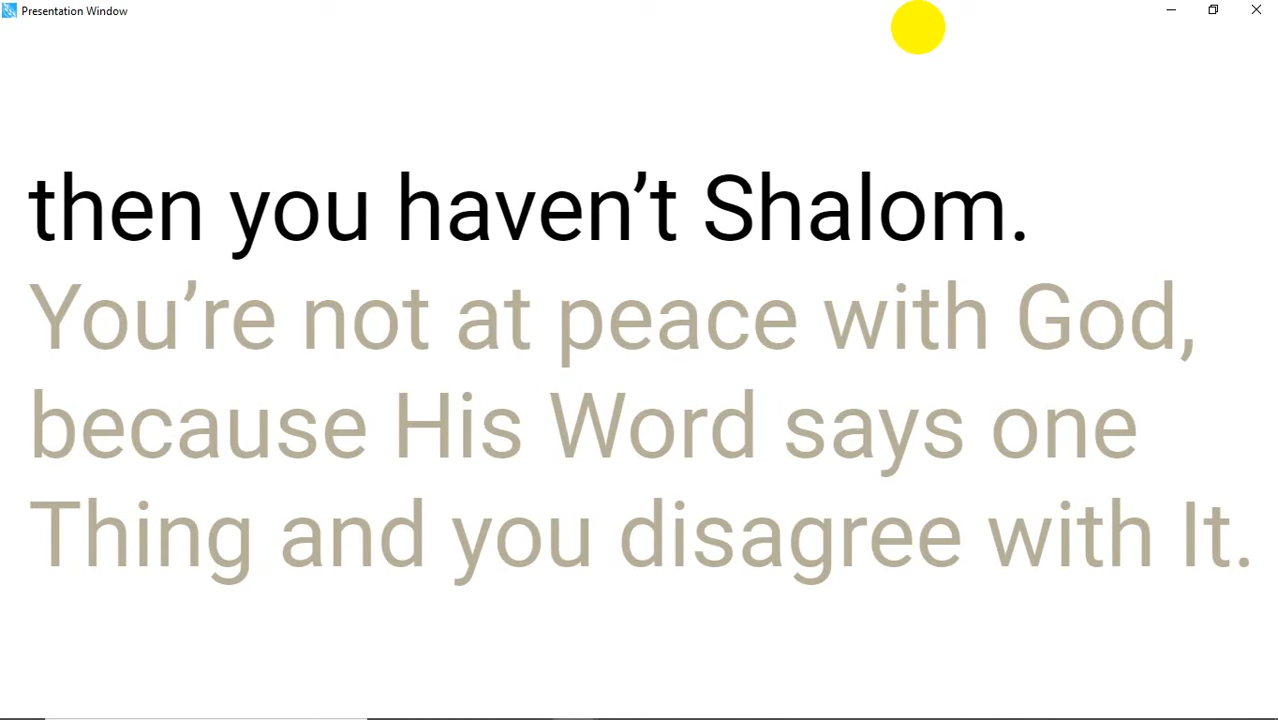 Presentation Window
then you haven’t Shalom.
You’re not at peace with God,
because His Word says one
Thing and you disagree with It.